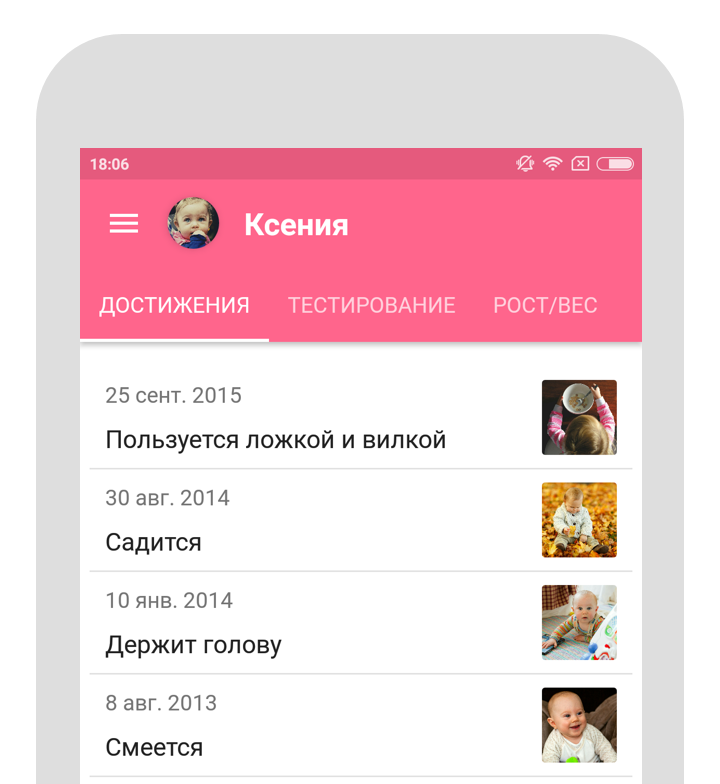 18:06
Ксения
ДОСТИЖЕНИЯ ТЕСТИРОВАНИЕ РОСТ/ВЕС
25 сент. 2015
Пользуется ложкой и вилкой
30 авг. 2014
Садится
10 янв. 2014
Держит голову
8 авг. 2013
Смеется